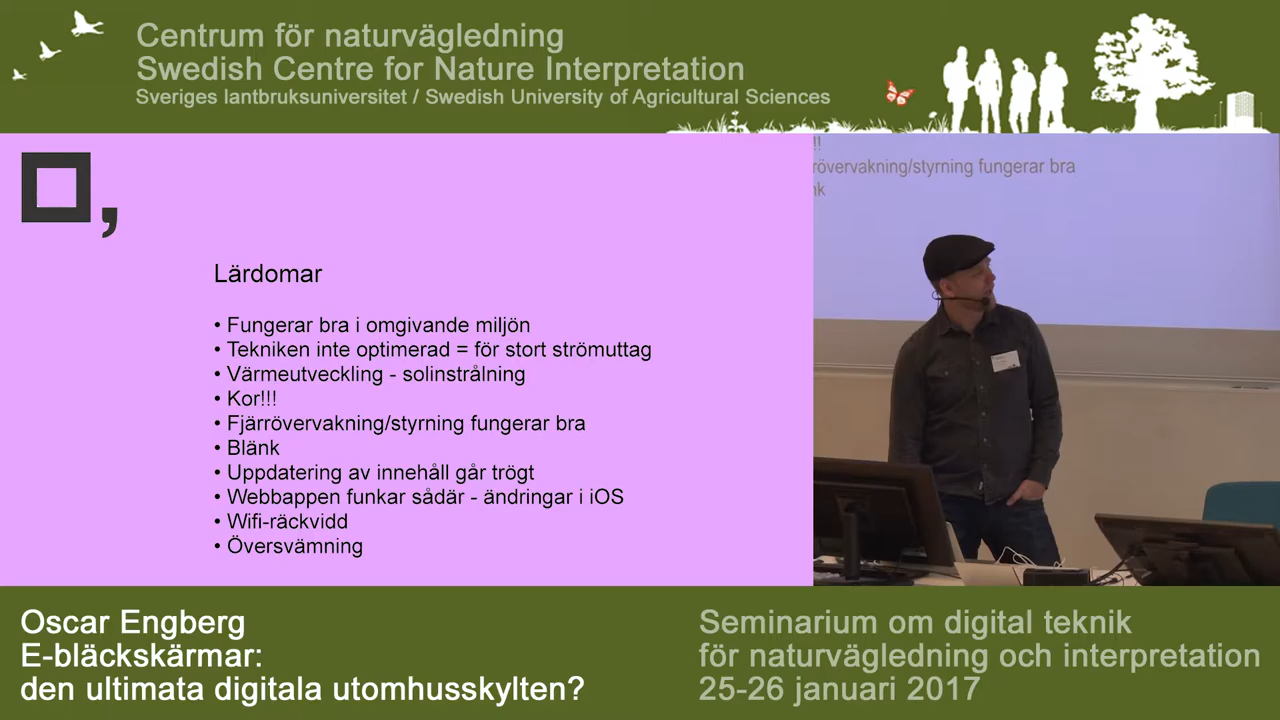 Centrum för naturvägledning
Swedish Centre for Nature Interpretation
Sveriges lantbruksuniversitet / Swedish University of Agricultural Sciences
Lärdomar
• Fungerar bra i omgivande miljön
• Tekniken inte optimerad = för stort strömuttag
• Värmeutveckling - solinstrålning
• Kor!!!
• Fjärrövervakning/styrning fungerar bra
• Blänk
• Uppdatering av innehåll går trögt
• Webbappen funkar sådär - ändringar i iOS
• Wifi-räckvidd
• Översvämning
!!
rövervakning/styrning fungerar bra
nk
Oscar Engberg
E-bläckskärmar:
den ultimata digitala utomhusskylten?
Seminarium om digital teknik
för naturvägledning och interpretation
25-26 januari 2017